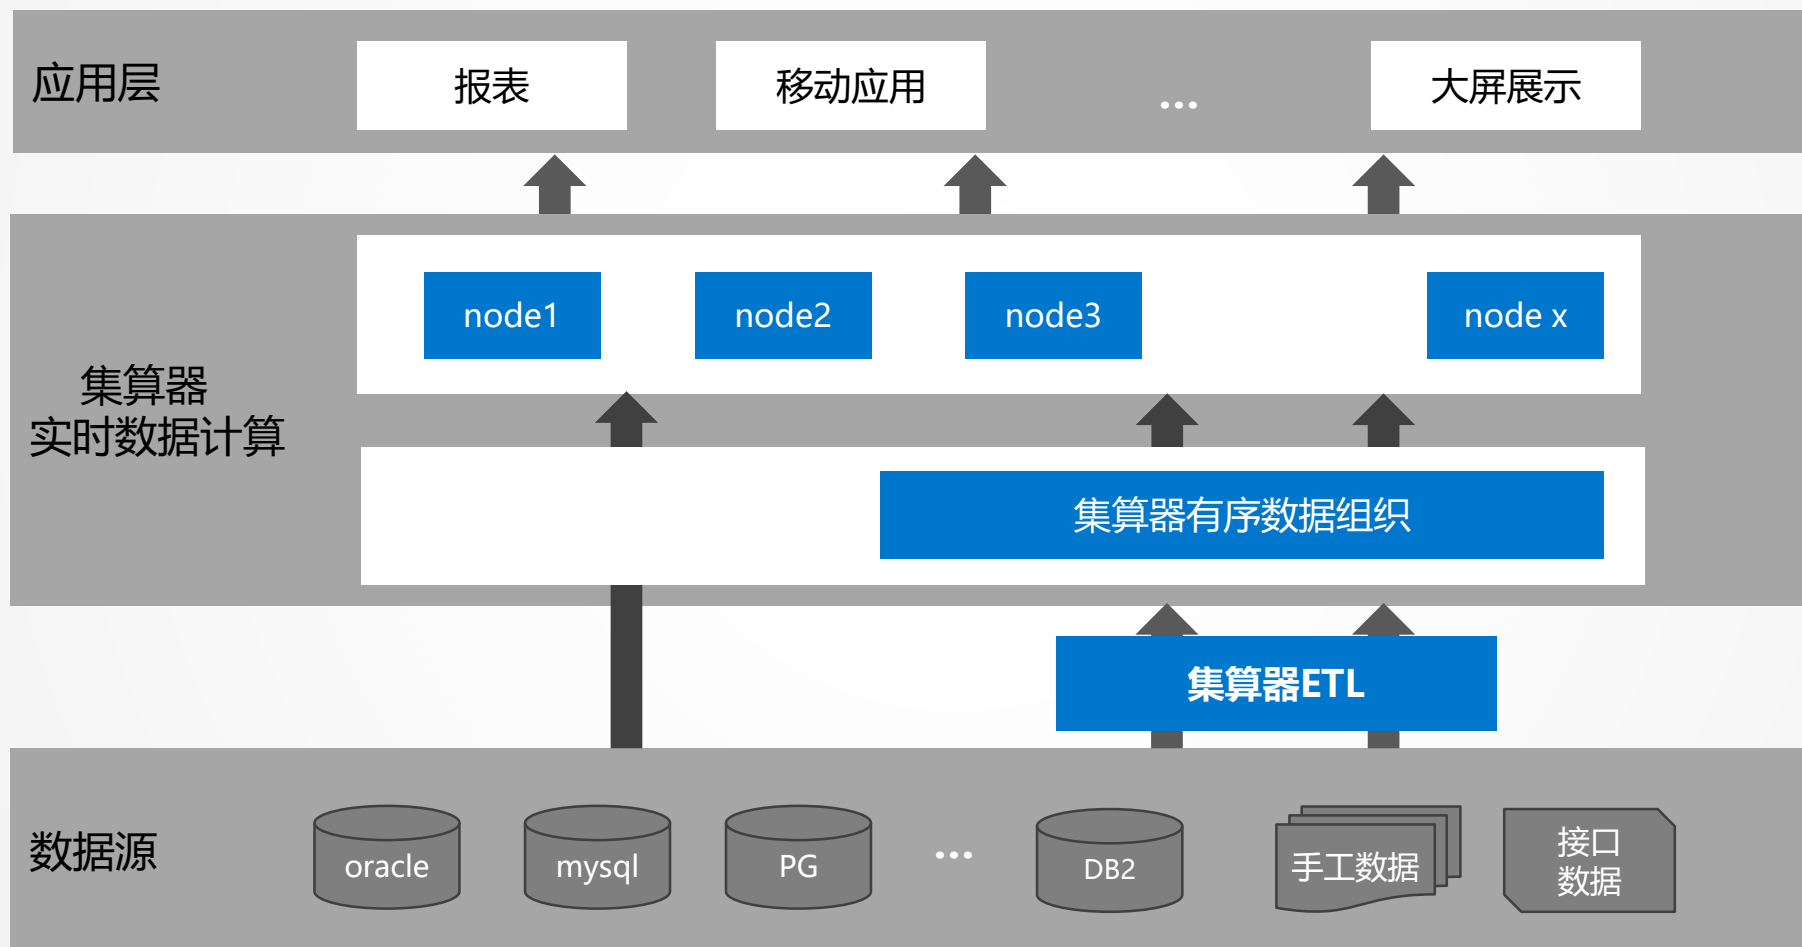 应用层
报表
移动应用
...
大屏展示
node1
node2
node3
node x
集算器
实时数据计算
集算器有序数据组织
集算器ETL
数据源
oracle
mysql
PG
...
DB2
手工数据
接口
数据